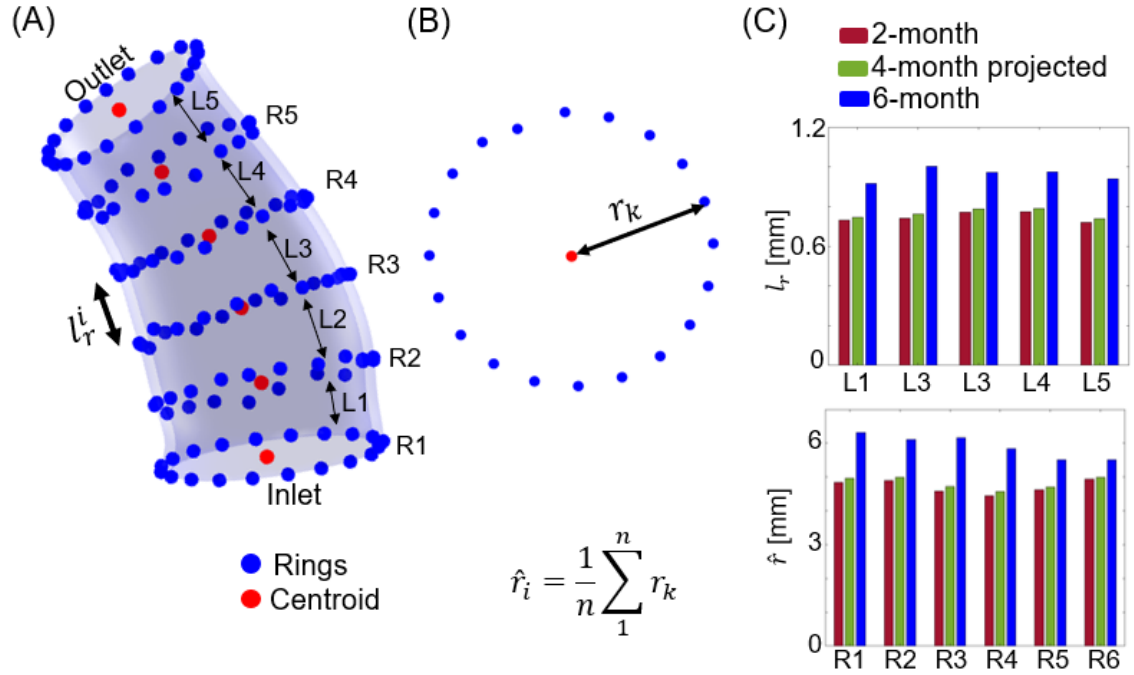 (A)
Outlet
L5
R5
L4
R4
L3
R3
L2
R2
L1
R1
Inlet
l_r^i
Rings
Centroid
(B)
r_k
r̂_i = 1/n ∑_1^n r_k
(C)
2-month
4-month projected
6-month
1.2
0.6
0
l_r [mm]
L1 L3 L3 L4 L5
6
3
0
r̂ [mm]
R1 R2 R3 R4 R5 R6